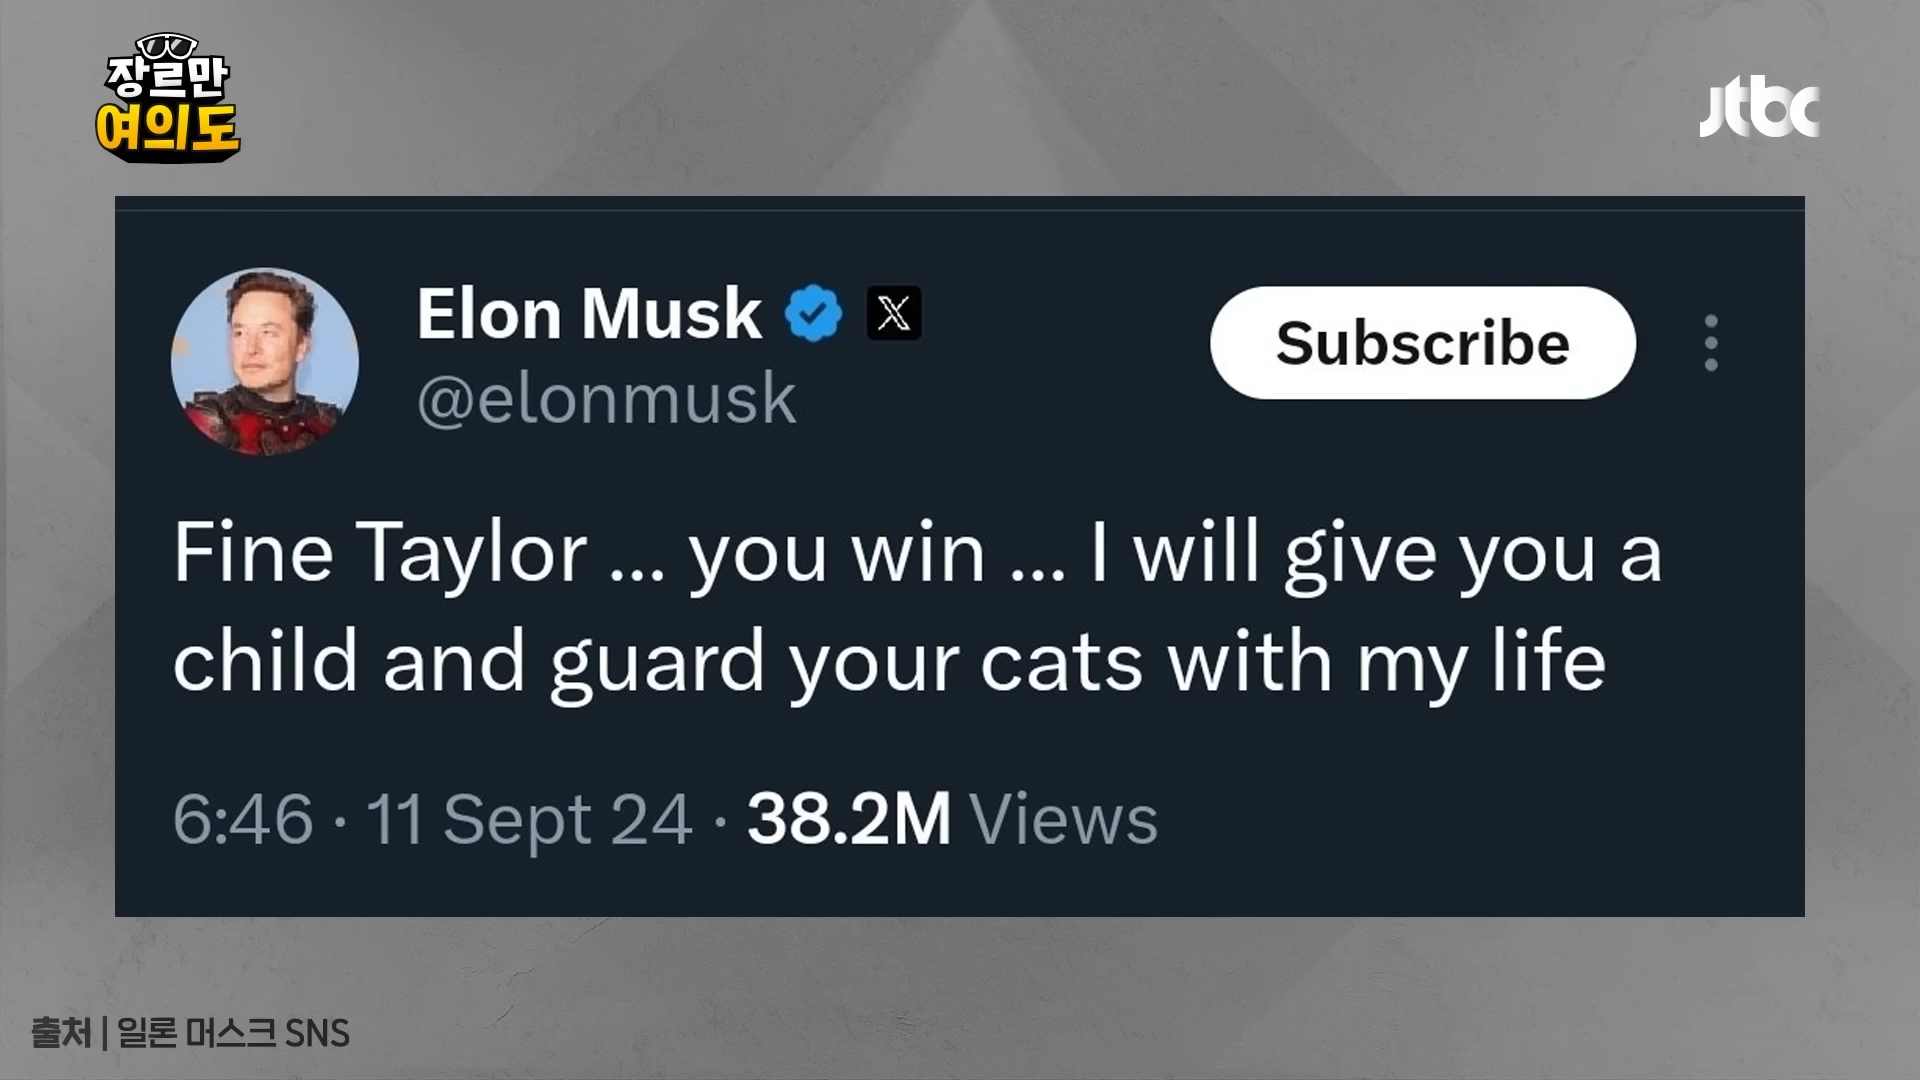 장르만
여의도
jtbc
Elon Musk
@elonmusk
Subscribe
Fine Taylor ... you win ... I will give you a
child and guard your cats with my life
6:46 · 11 Sept 24 · 38.2M Views
출처 | 일론 머스크 SNS